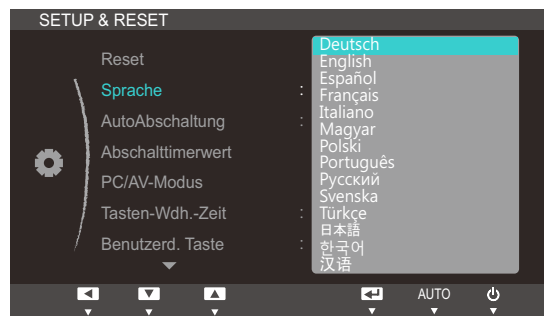 SETUP & RESET
Reset
Sprache :
AutoAbschaltung :
Abschalttimerwert
PC/AV-Modus
Tasten-Wdh.-Zeit :
Benutzerd. Taste :
Deutsch
English
Español
Français
Italiano
Magyar
Polski
Português
Русский
Svenska
Türkçe
日本語
한국어
汉语
AUTO